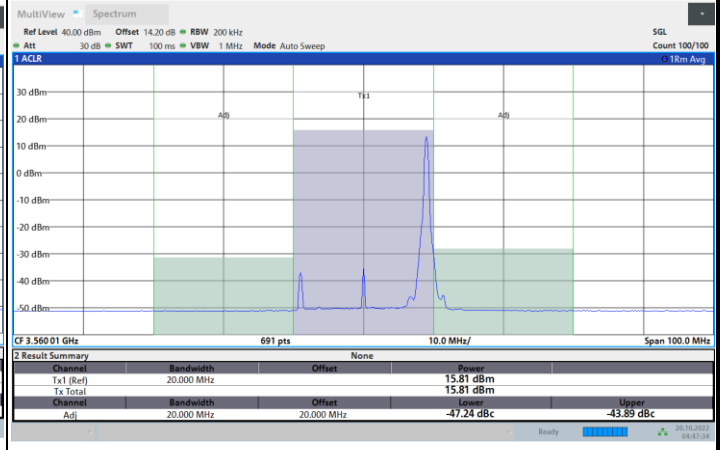 MultiView Spectrum
Ref Level 40.00 dBm Offset 14.20 dB RBW 200 kHz SGL
Att 30 dB SWT 100 ms VBW 1 MHz Mode Auto Sweep Count 100/100
1 ACLR 1Rm Avg
30 dBm
Tx1
20 dBm
Adj Adj
10 dBm
0 dBm
-10 dBm
-20 dBm
-30 dBm
-40 dBm
-50 dBm
CF 3.560 01 GHz 691 pts 10.0 MHz/ Span 100.0 MHz
2 Result Summary None
Channel Bandwidth Offset Power
Tx1 (Ref) 20.000 MHz 15.81 dBm
Tx Total 15.81 dBm
Channel Bandwidth Offset Lower Upper
Adj 20.000 MHz 20.000 MHz -47.24 dBc -43.89 dBc
Ready 20.10.2022
04:47:34